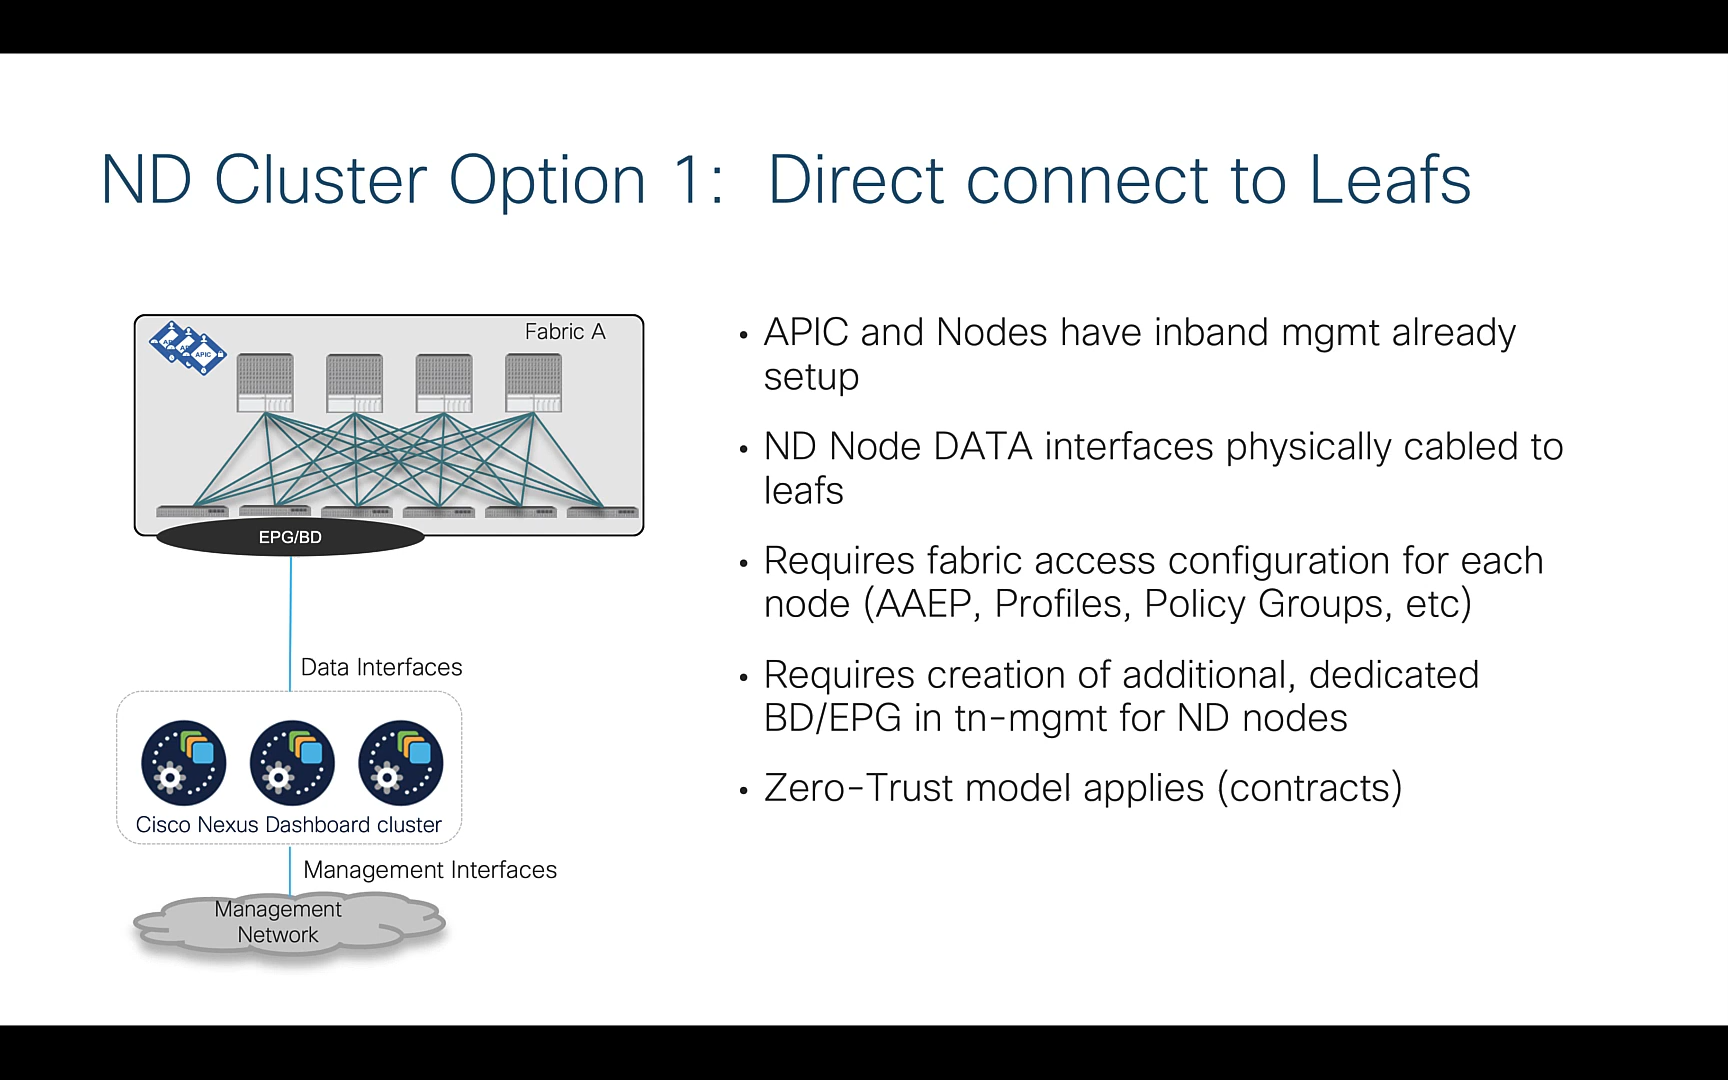 ND Cluster Option 1:  Direct connect to Leafs
Fabric A
APIC
EPG/BD
Data Interfaces
Cisco Nexus Dashboard cluster
Management Interfaces
Management
Network
• APIC and Nodes have inband mgmt already
setup
• ND Node DATA interfaces physically cabled to
leafs
• Requires fabric access configuration for each
node (AAEP, Profiles, Policy Groups, etc)
• Requires creation of additional, dedicated
BD/EPG in tn-mgmt for ND nodes
• Zero-Trust model applies (contracts)